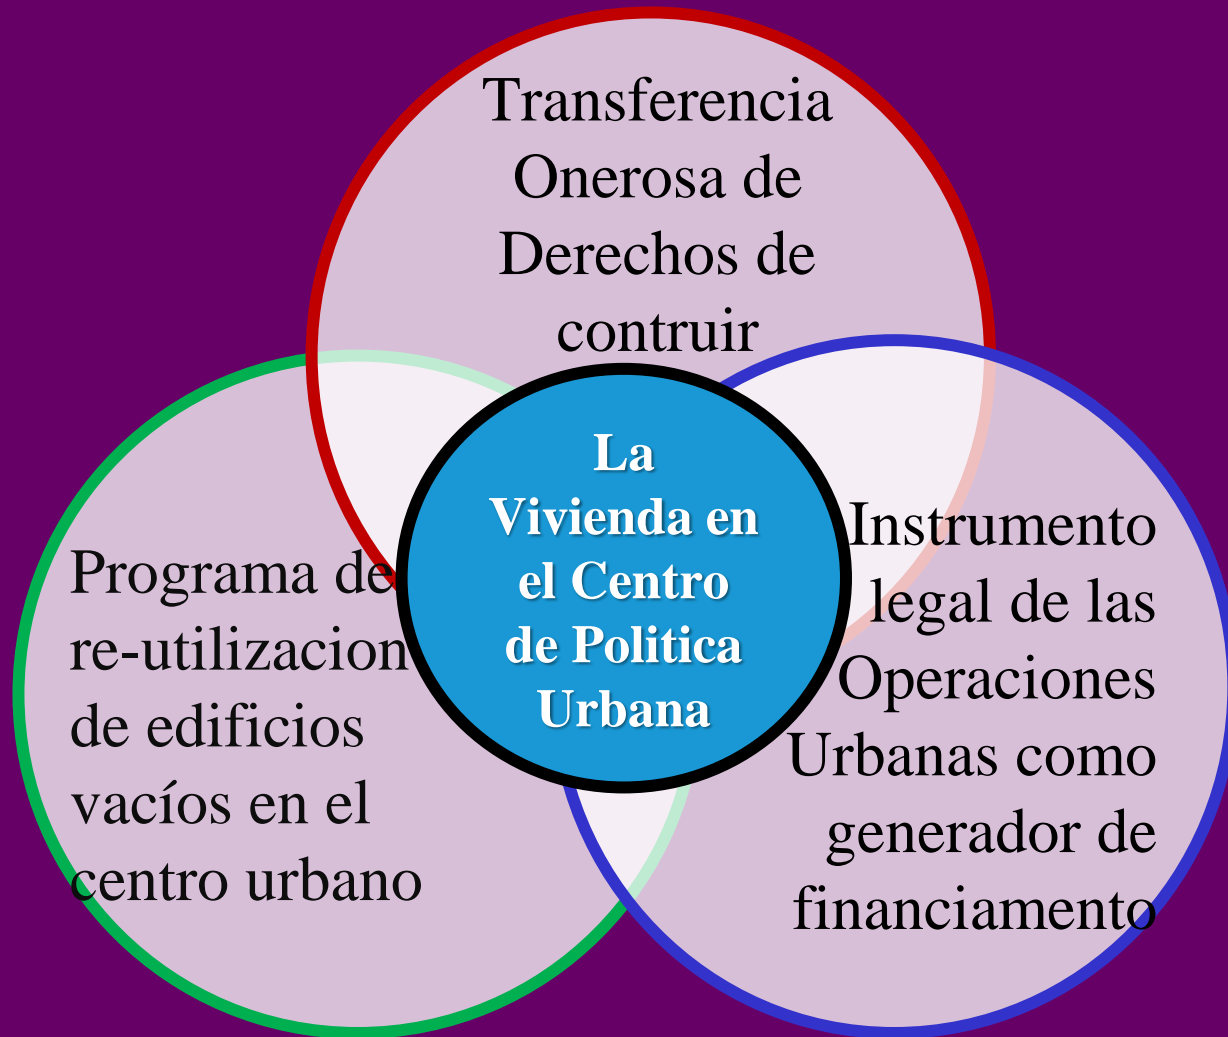 Transferencia
Onerosa de
Derechos de
contruir
La
Vivienda en
el Centro
de Politica
Urbana
Programa de
re-utilizacion
de edificios
vacíos en el
centro urbano
Instrumento
legal de las
Operaciones
Urbanas como
generador de
financiamento